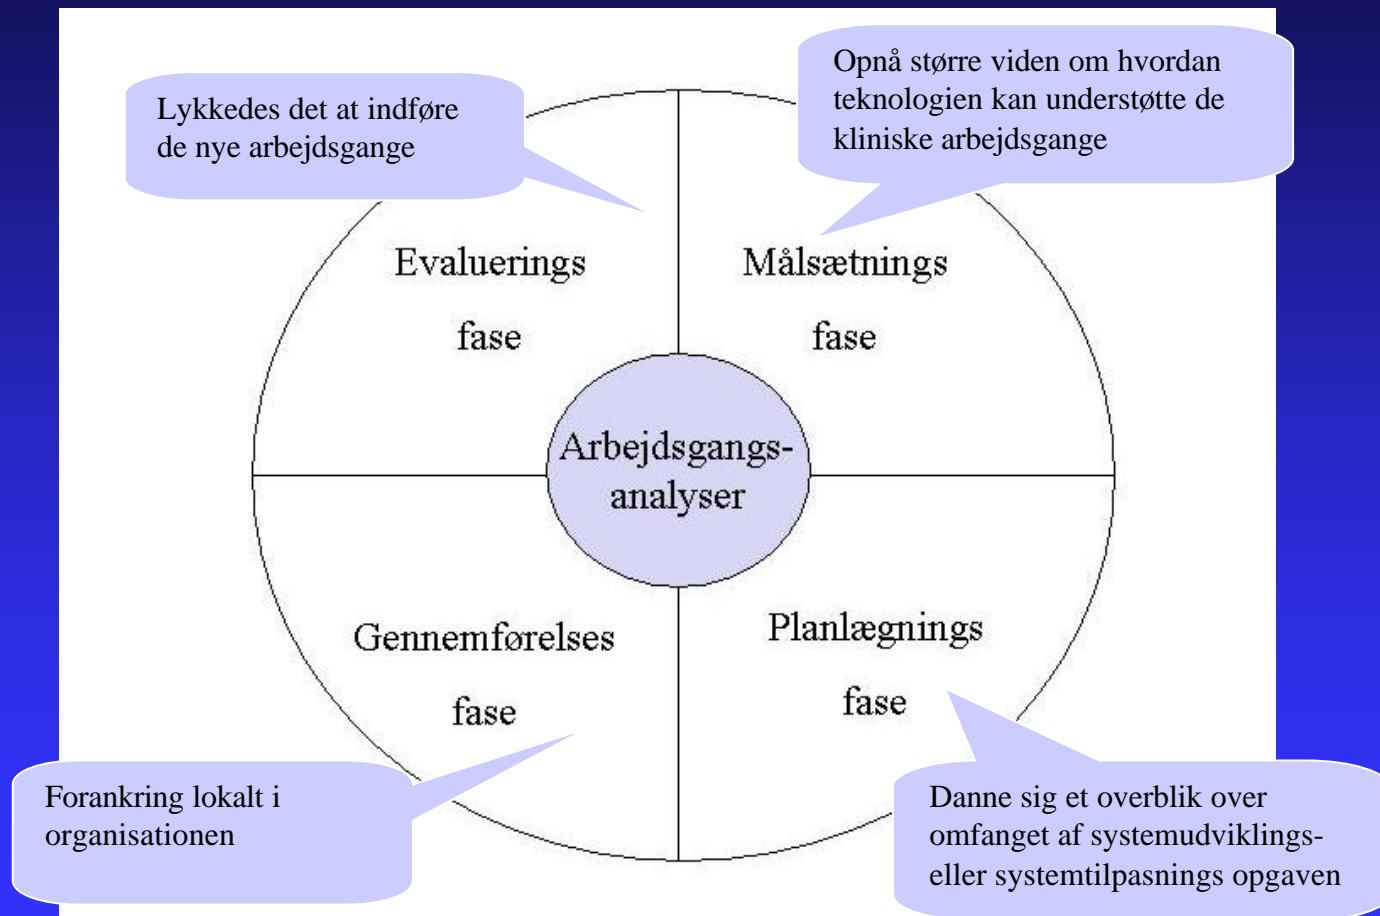 Lykkedes det at indføre
de nye arbejdsgange
Opnå større viden om hvordan
teknologien kan understøtte de
kliniske arbejdsgange
Evaluerings
fase
Målsætnings
fase
Arbejdsgangs-
analyser
Gennemførelses
fase
Planlægnings
fase
Forankring lokalt i
organisationen
Danne sig et overblik over
omfanget af systemudviklings-
eller systemtilpasnings opgaven